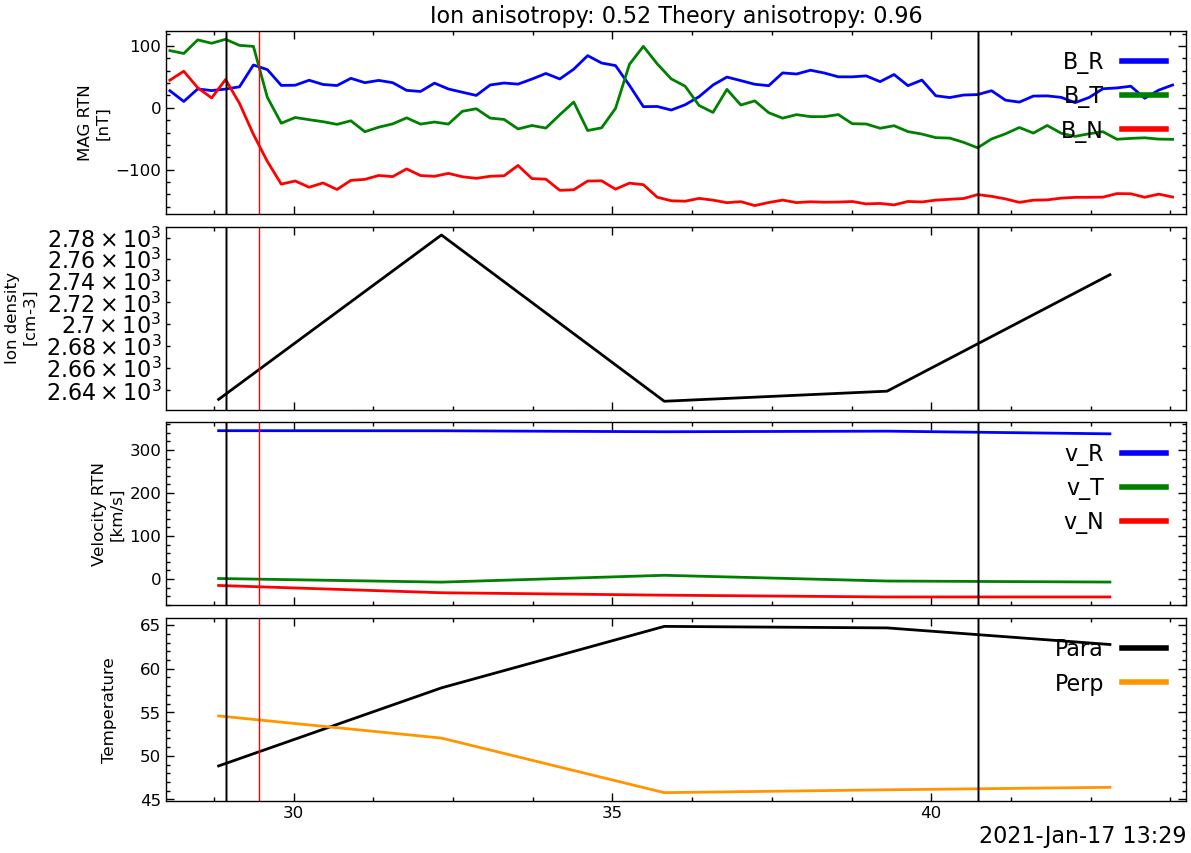 Ion anisotropy: 0.52 Theory anisotropy: 0.96
MAG RTN
[nT]
100
0
−100
B_R
B_T
B_N
Ion density
[cm-3]
2.78 × 10³
2.76 × 10³
2.74 × 10³
2.72 × 10³
2.7 × 10³
2.68 × 10³
2.66 × 10³
2.64 × 10³
Velocity RTN
[km/s]
300
200
100
0
v_R
v_T
v_N
Temperature
65
60
55
50
45
Para
Perp
30
35
40
2021-Jan-17 13:29